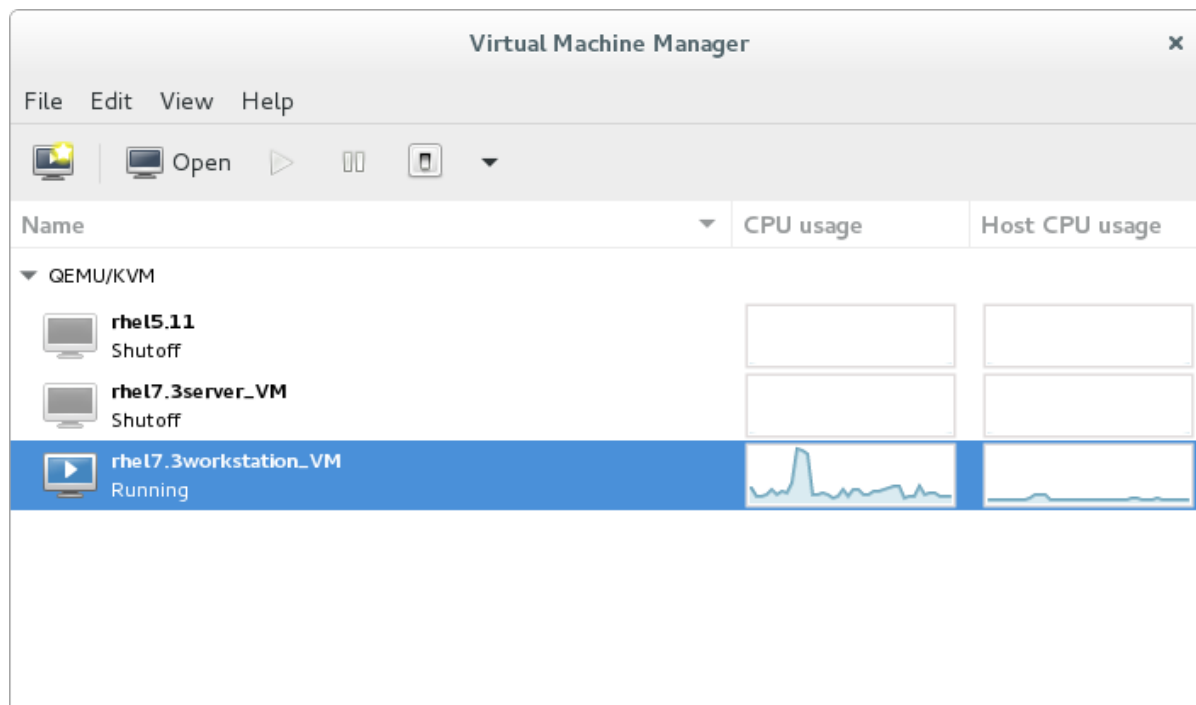 Virtual Machine Manager
File Edit View Help
Open
Name CPU usage Host CPU usage
QEMU/KVM
rhel5.11
Shutoff
rhel7.3server_VM
Shutoff
rhel7.3workstation_VM
Running